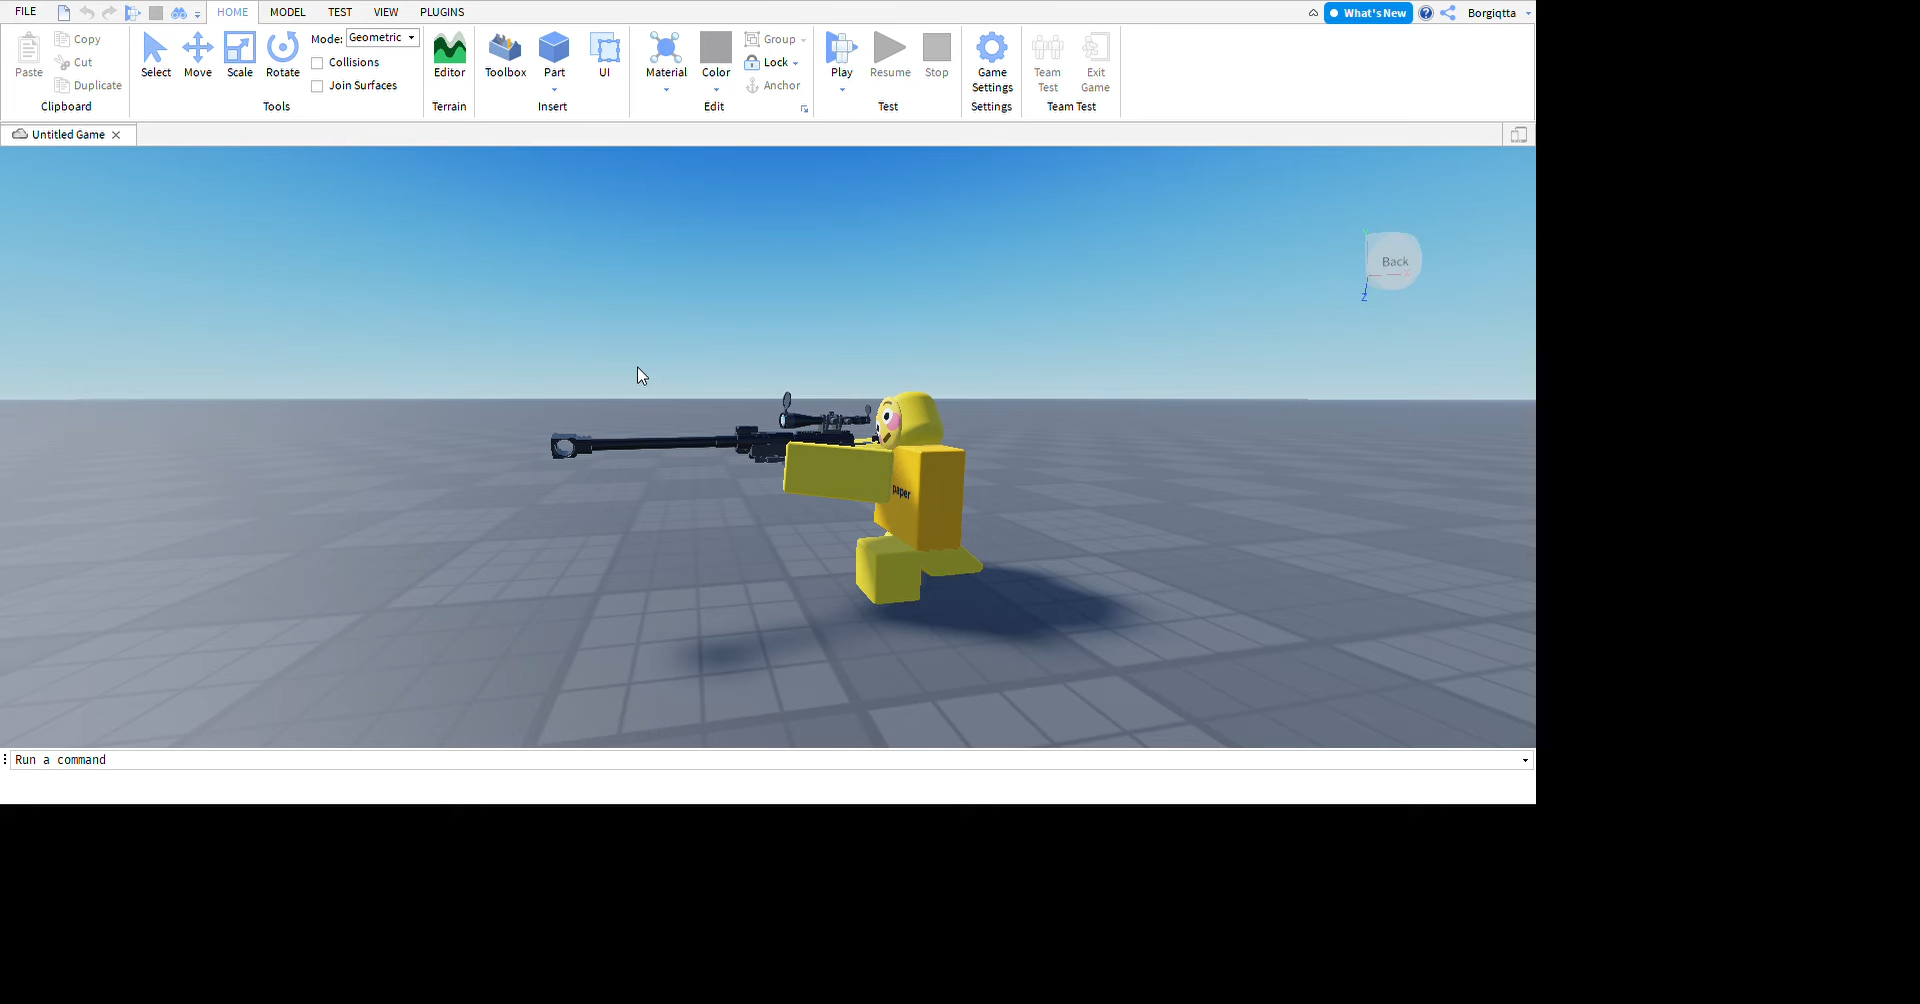 FILE HOME MODEL TEST VIEW PLUGINS What's New Borgiqtta
Paste
Copy
Cut
Duplicate
Clipboard
Select Move Scale Rotate
Mode: Geometric
Collisions
Join Surfaces
Tools
Editor
Terrain
Toolbox Part UI
Insert
Material Color
Group
Lock
Anchor
Edit
Play Resume Stop
Test
Game
Settings
Settings
Team
Test
Exit
Game
Team Test
Untitled Game
Y
Back
X
Z
paper
Run a command